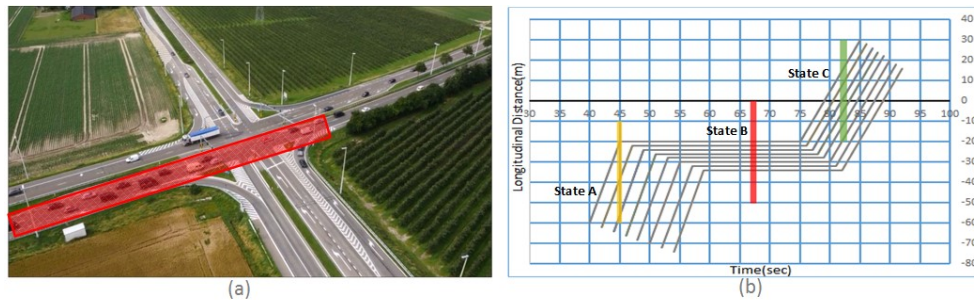 (a)
40
30
20
10
0
30 35 40 45 50 55 60 65 70 75 80 85 90 95 100
-10
-20
-30
-40
-50
-60
-70
-80
State A
State B
State C
Longitudinal Distance(m)
Time(sec)
(b)